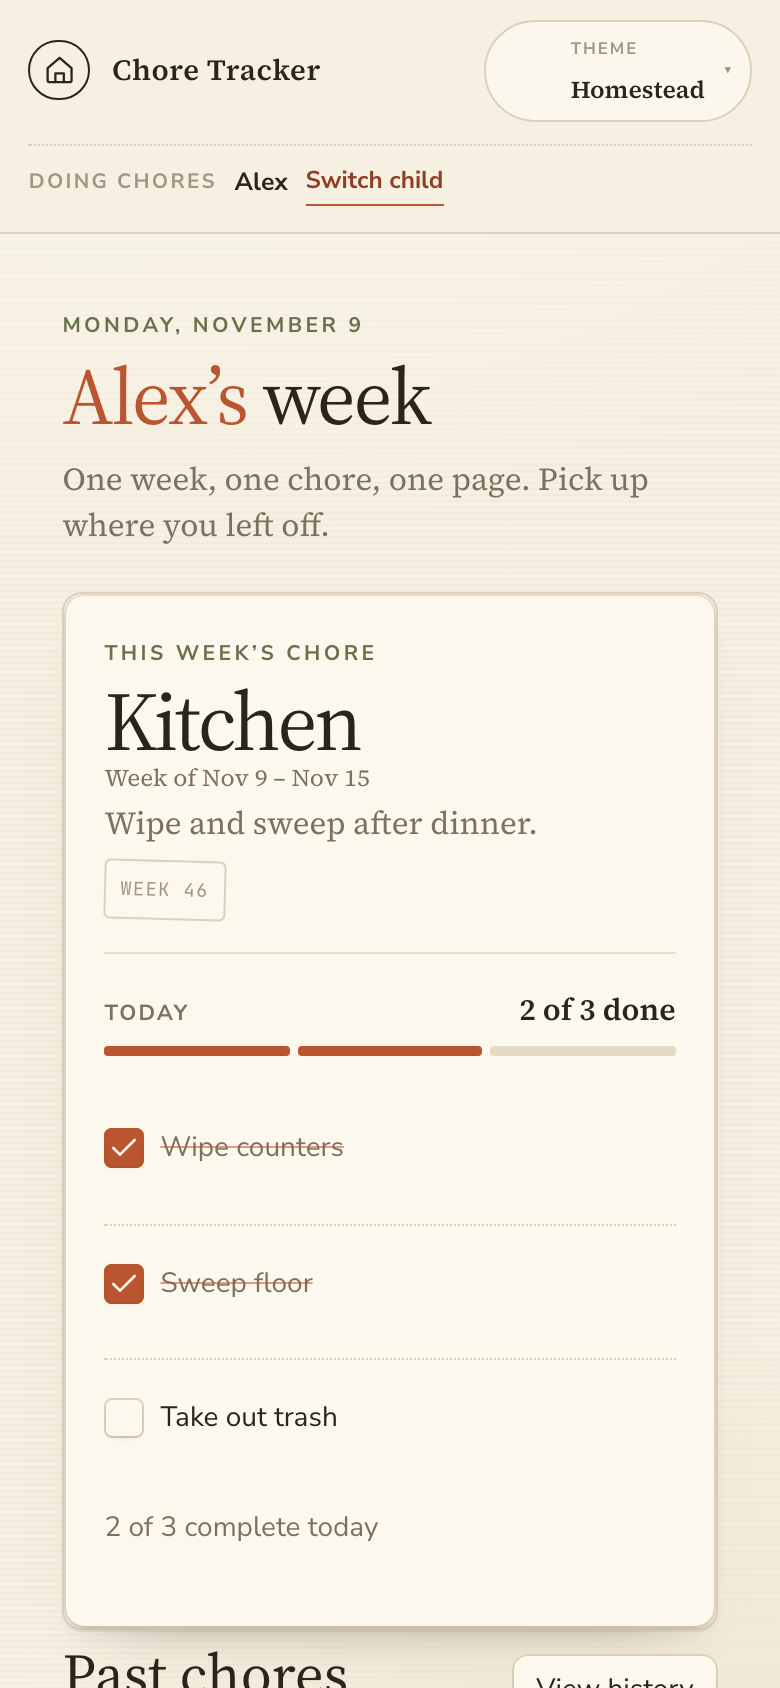 Chore Tracker
THEME
Homestead
DOING CHORES Alex Switch child
MONDAY, NOVEMBER 9
Alex’s week
One week, one chore, one page. Pick up
where you left off.
THIS WEEK’S CHORE
Kitchen
Week of Nov 9 – Nov 15
Wipe and sweep after dinner.
WEEK 46
TODAY 2 of 3 done
Wipe counters
Sweep floor
Take out trash
2 of 3 complete today
Past chores View history